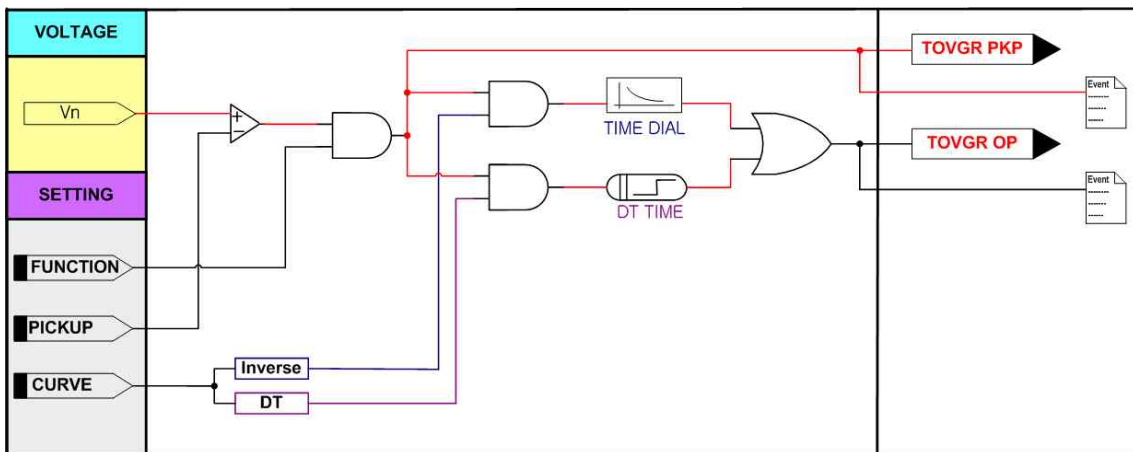 VOLTAGE
Vn
SETTING
FUNCTION
PICKUP
CURVE
+
−
Inverse
DT
TIME DIAL
DT TIME
TOVGR PKP
Event
TOVGR OP
Event